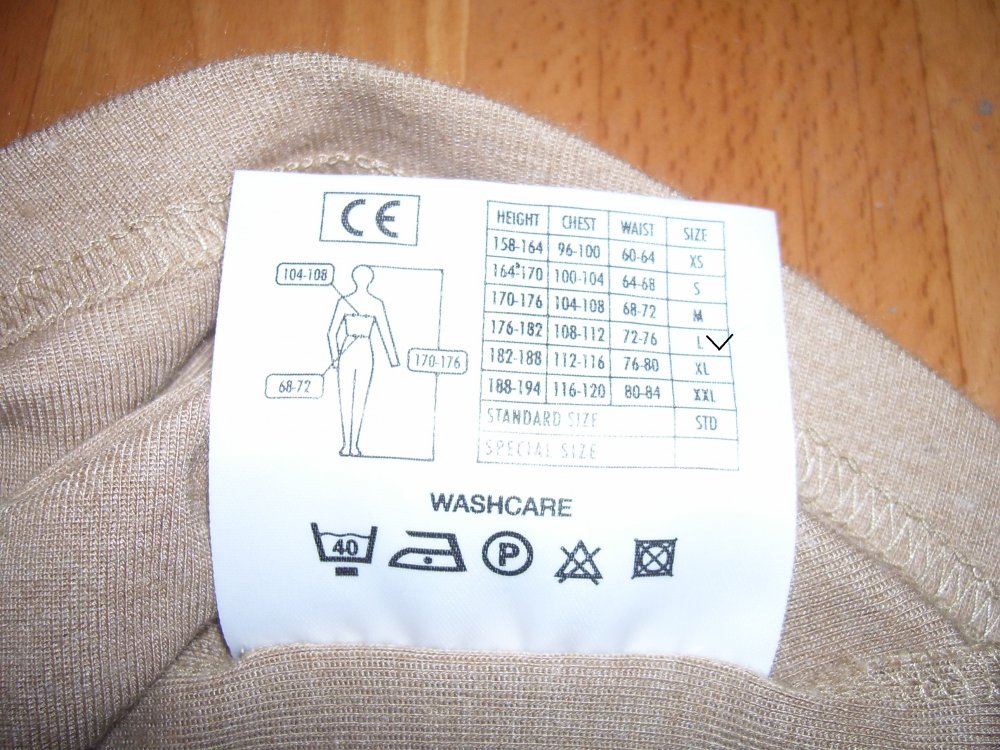 CE
104-108
170-176
68-72
HEIGHT CHEST WAIST SIZE
158-164 96-100 60-64 XS
164-170 100-104 64-68 S
170-176 104-108 68-72 M
176-182 108-112 72-76 L
182-188 112-116 76-80 XL
188-194 116-120 80-84 XXL
STANDARD SIZE STD
SPECIAL SIZE
WASHCARE
40 P